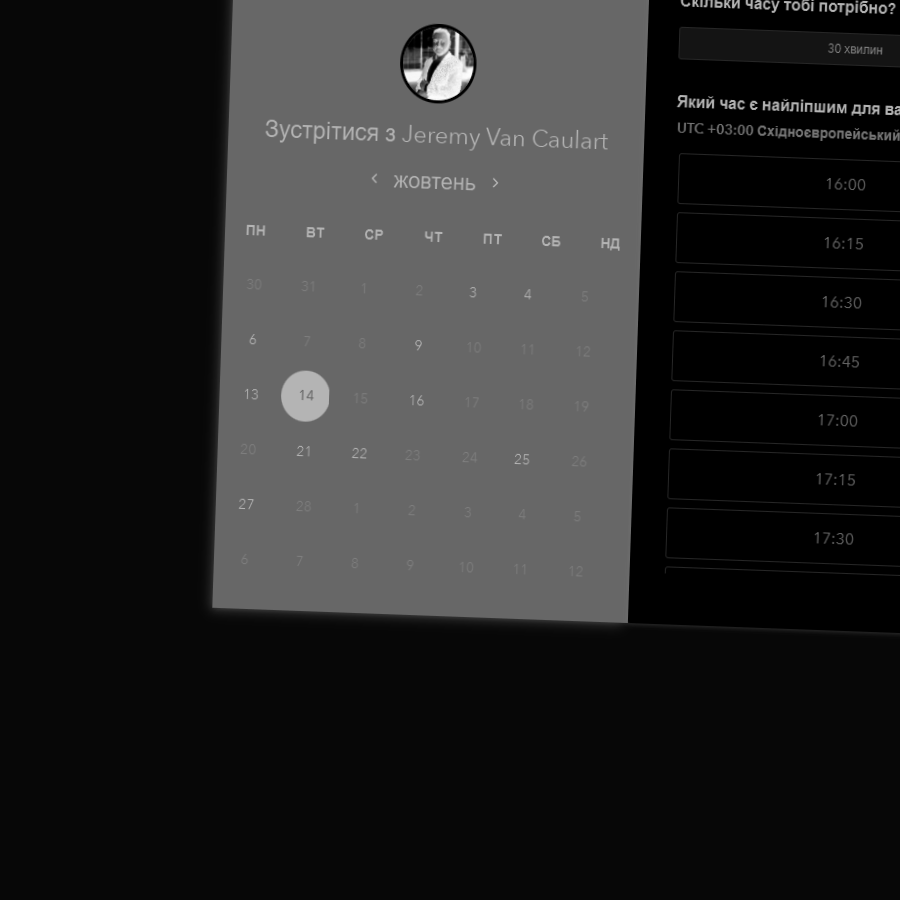 Зустрітися з Jeremy Van Caulart
< жовтень >
ПН ВТ СР ЧТ ПТ СБ НД
30 31 1 2 3 4 5
6 7 8 9 10 11 12
13 14 15 16 17 18 19
20 21 22 23 24 25 26
27 28 1 2 3 4 5
6 7 8 9 10 11 12
Скільки часу тобі потрібно?
30 хвилин
Який час є найліпшим для ва
UTC +03:00 Східноєвропейський
16:00
16:15
16:30
16:45
17:00
17:15
17:30